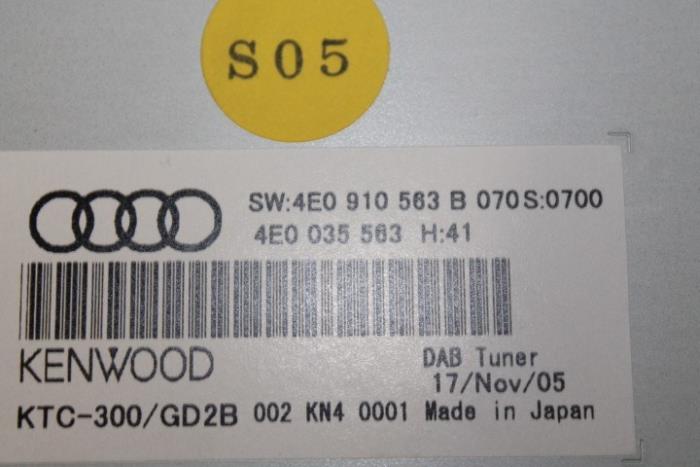 S05
SW:4E0 910 563 B 070S:0700
4E0 035 563 H:41
KENWOOD
DAB Tuner
17/Nov/05
KTC-300/GD2B 002 KN4 0001 Made in Japan